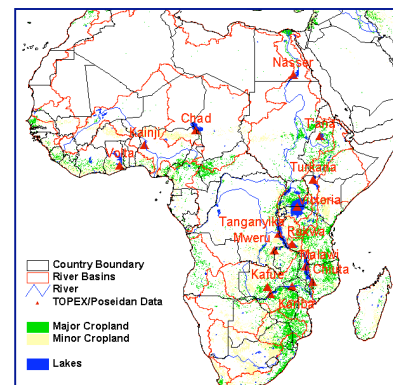 Nasser
Chad
Tana
Kainji
Volta
Turkana
Victoria
Tanganyika
Rukwa
Mweru
Malawi
Kafue
Chiuta
Kariba
Country Boundary
River Basins
River
TOPEX/Poseidan Data
Major Cropland
Minor Cropland
Lakes